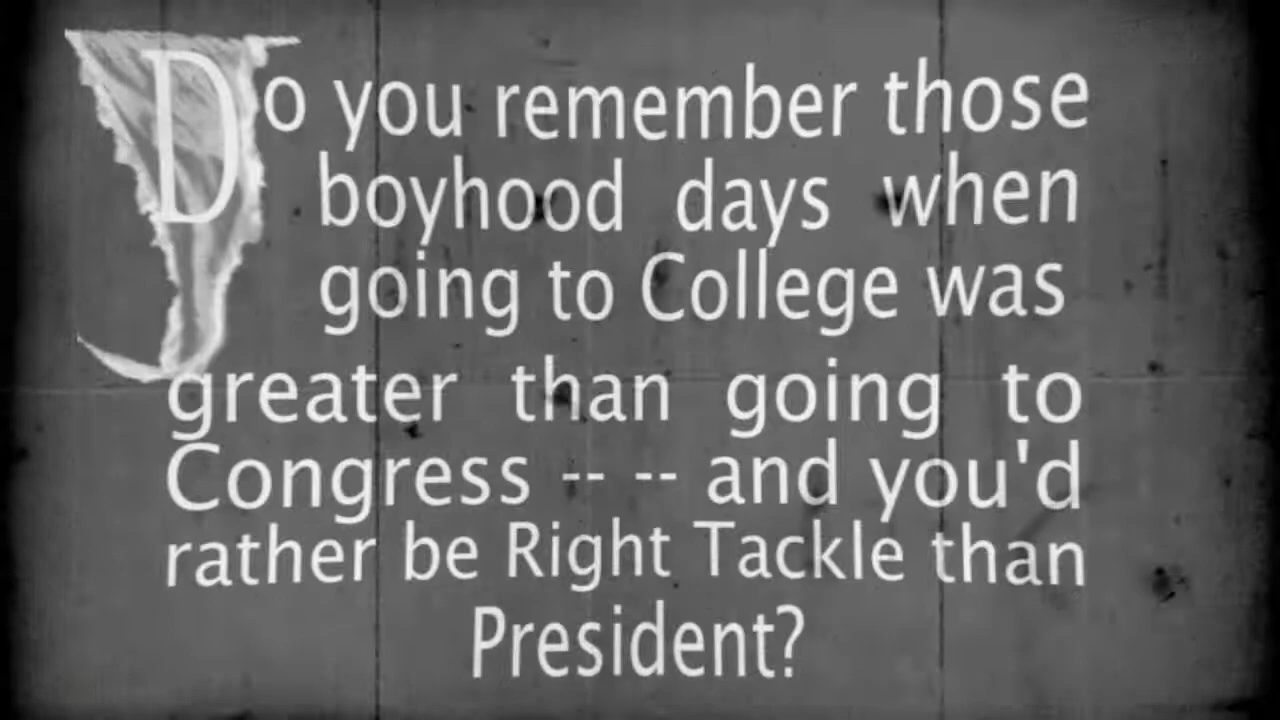 Do you remember those
boyhood days when
going to College was
greater than going to
Congress -- -- and you'd
rather be Right Tackle than
President?